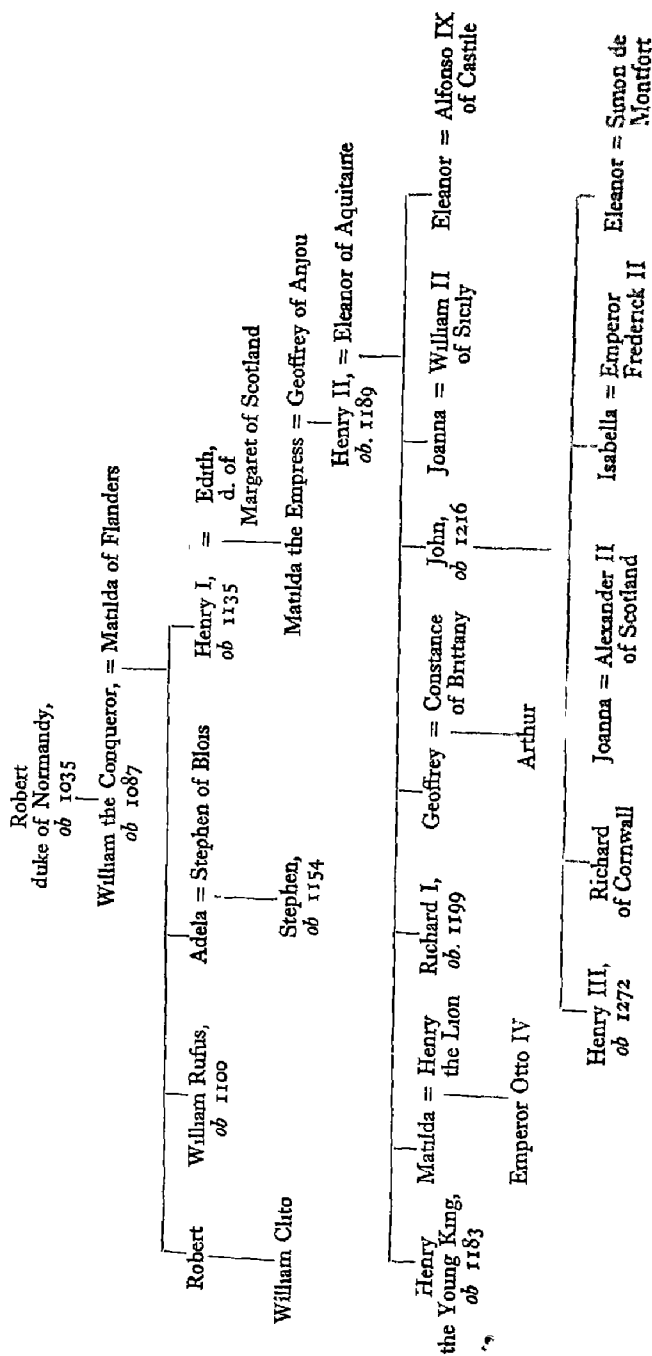 Robert
duke of Normandy,
ob 1035
William the Conqueror, = Matilda of Flanders
ob 1087
Robert
William Rufus,
ob 1100
Adela = Stephen of Blois
Henry I,
ob 1135
= Edith,
d. of
Margaret of Scotland
William Clito
Stephen,
ob 1154
Matilda the Empress = Geoffrey of Anjou
Henry II, = Eleanor of Aquitaine
ob. 1189
Henry
the Young King,
ob 1183
Matilda = Henry
the Lion
Richard I,
ob. 1199
Geoffrey = Constance
of Brittany
John,
ob 1216
Joanna = William II
of Sicily
Eleanor = Alfonso IX
of Castile
Emperor Otto IV
Arthur
Henry III,
ob 1272
Richard
of Cornwall
Joanna = Alexander II
of Scotland
Isabella = Emperor
Frederick II
Eleanor = Simon de
Montfort